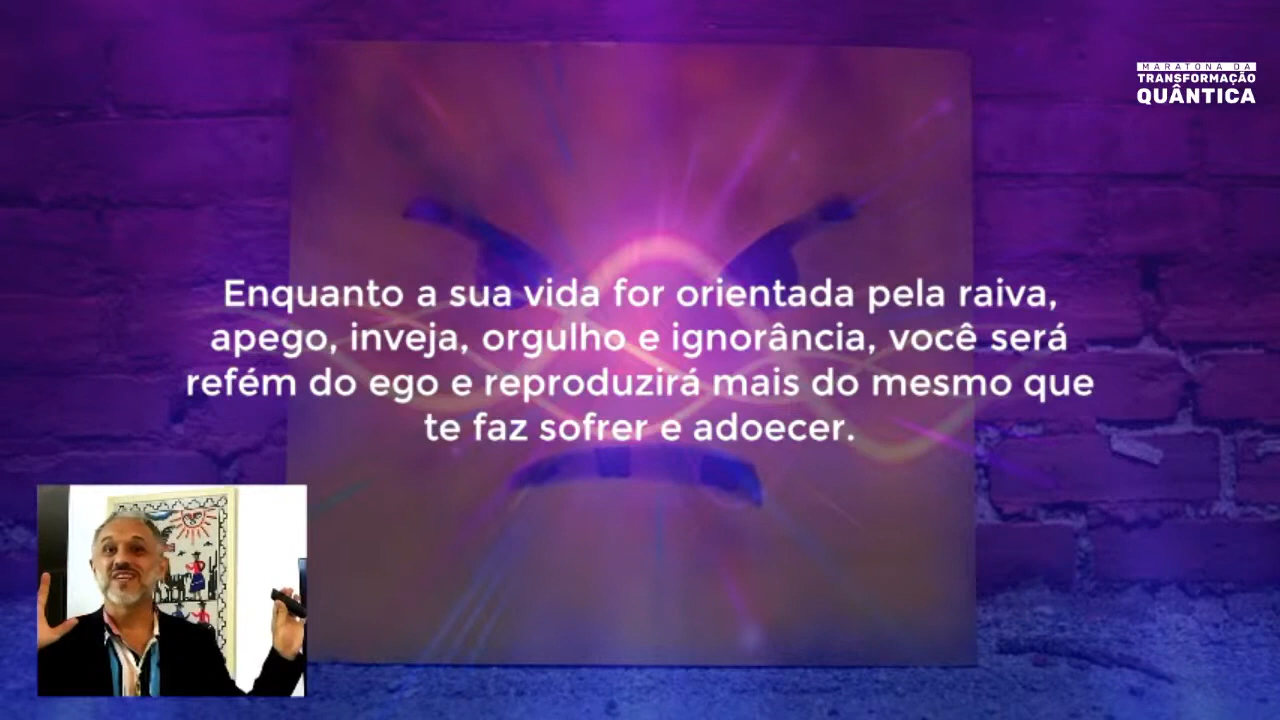 MARATONA DA
TRANSFORMAÇÃO
QUÂNTICA
Enquanto a sua vida for orientada pela raiva,
apego, inveja, orgulho e ignorância, você será
refém do ego e reproduzirá mais do mesmo que
te faz sofrer e adoecer.